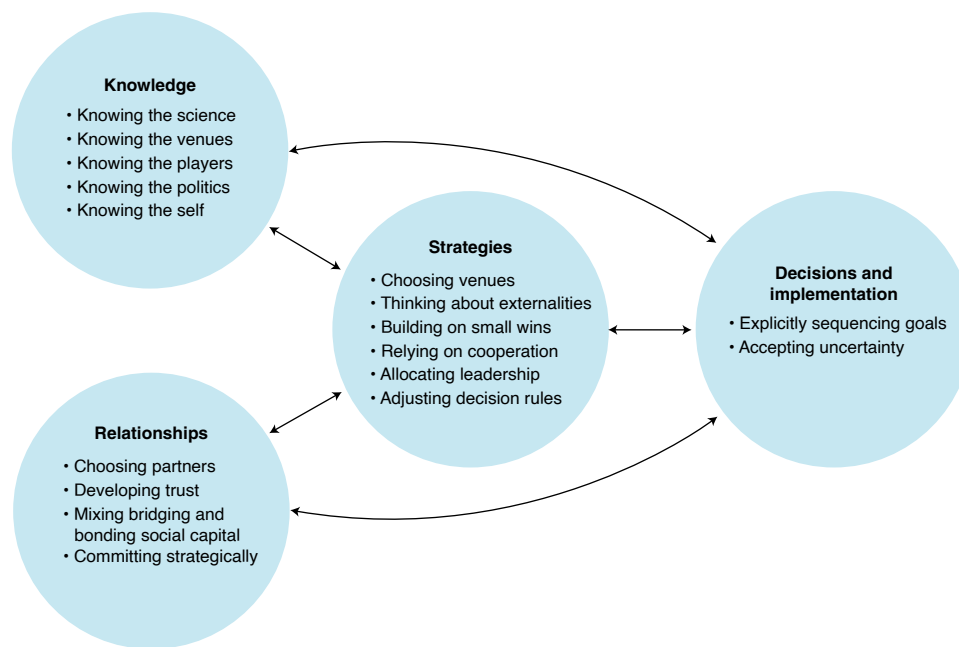 Knowledge
• Knowing the science
• Knowing the venues
• Knowing the players
• Knowing the politics
• Knowing the self
Strategies
• Choosing venues
• Thinking about externalities
• Building on small wins
• Relying on cooperation
• Allocating leadership
• Adjusting decision rules
Decisions and
implementation
• Explicitly sequencing goals
• Accepting uncertainty
Relationships
• Choosing partners
• Developing trust
• Mixing bridging and
bonding social capital
• Committing strategically